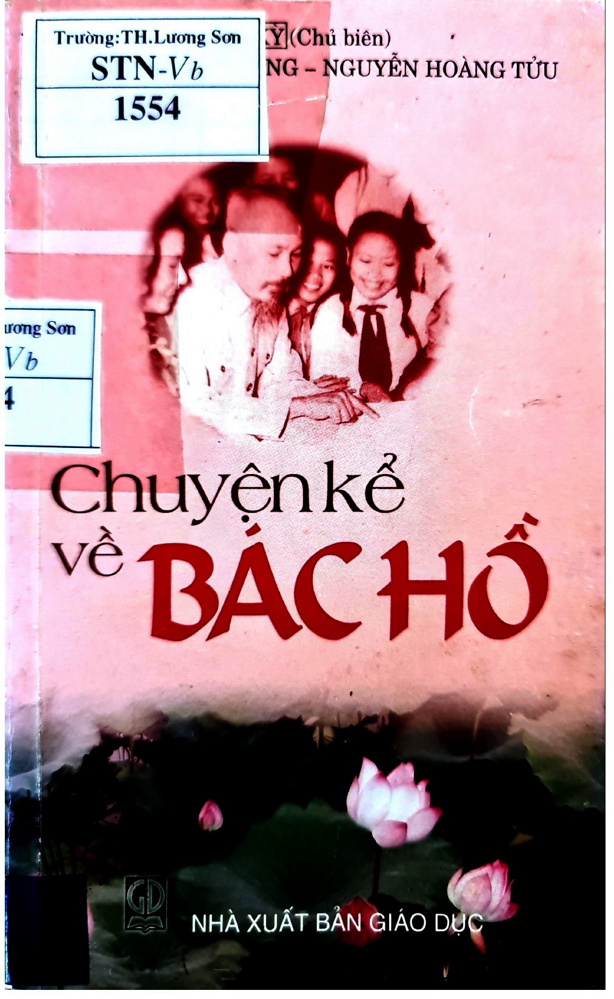 Trường:TH.Lương Sơn
STN-Vb
1554
KỲ (Chủ biên)
NG – NGUYỄN HOÀNG TỬU
ương Sơn
Vb
4
Chuyện kể
về BÁC HỒ
GD
NHÀ XUẤT BẢN GIÁO DỤC